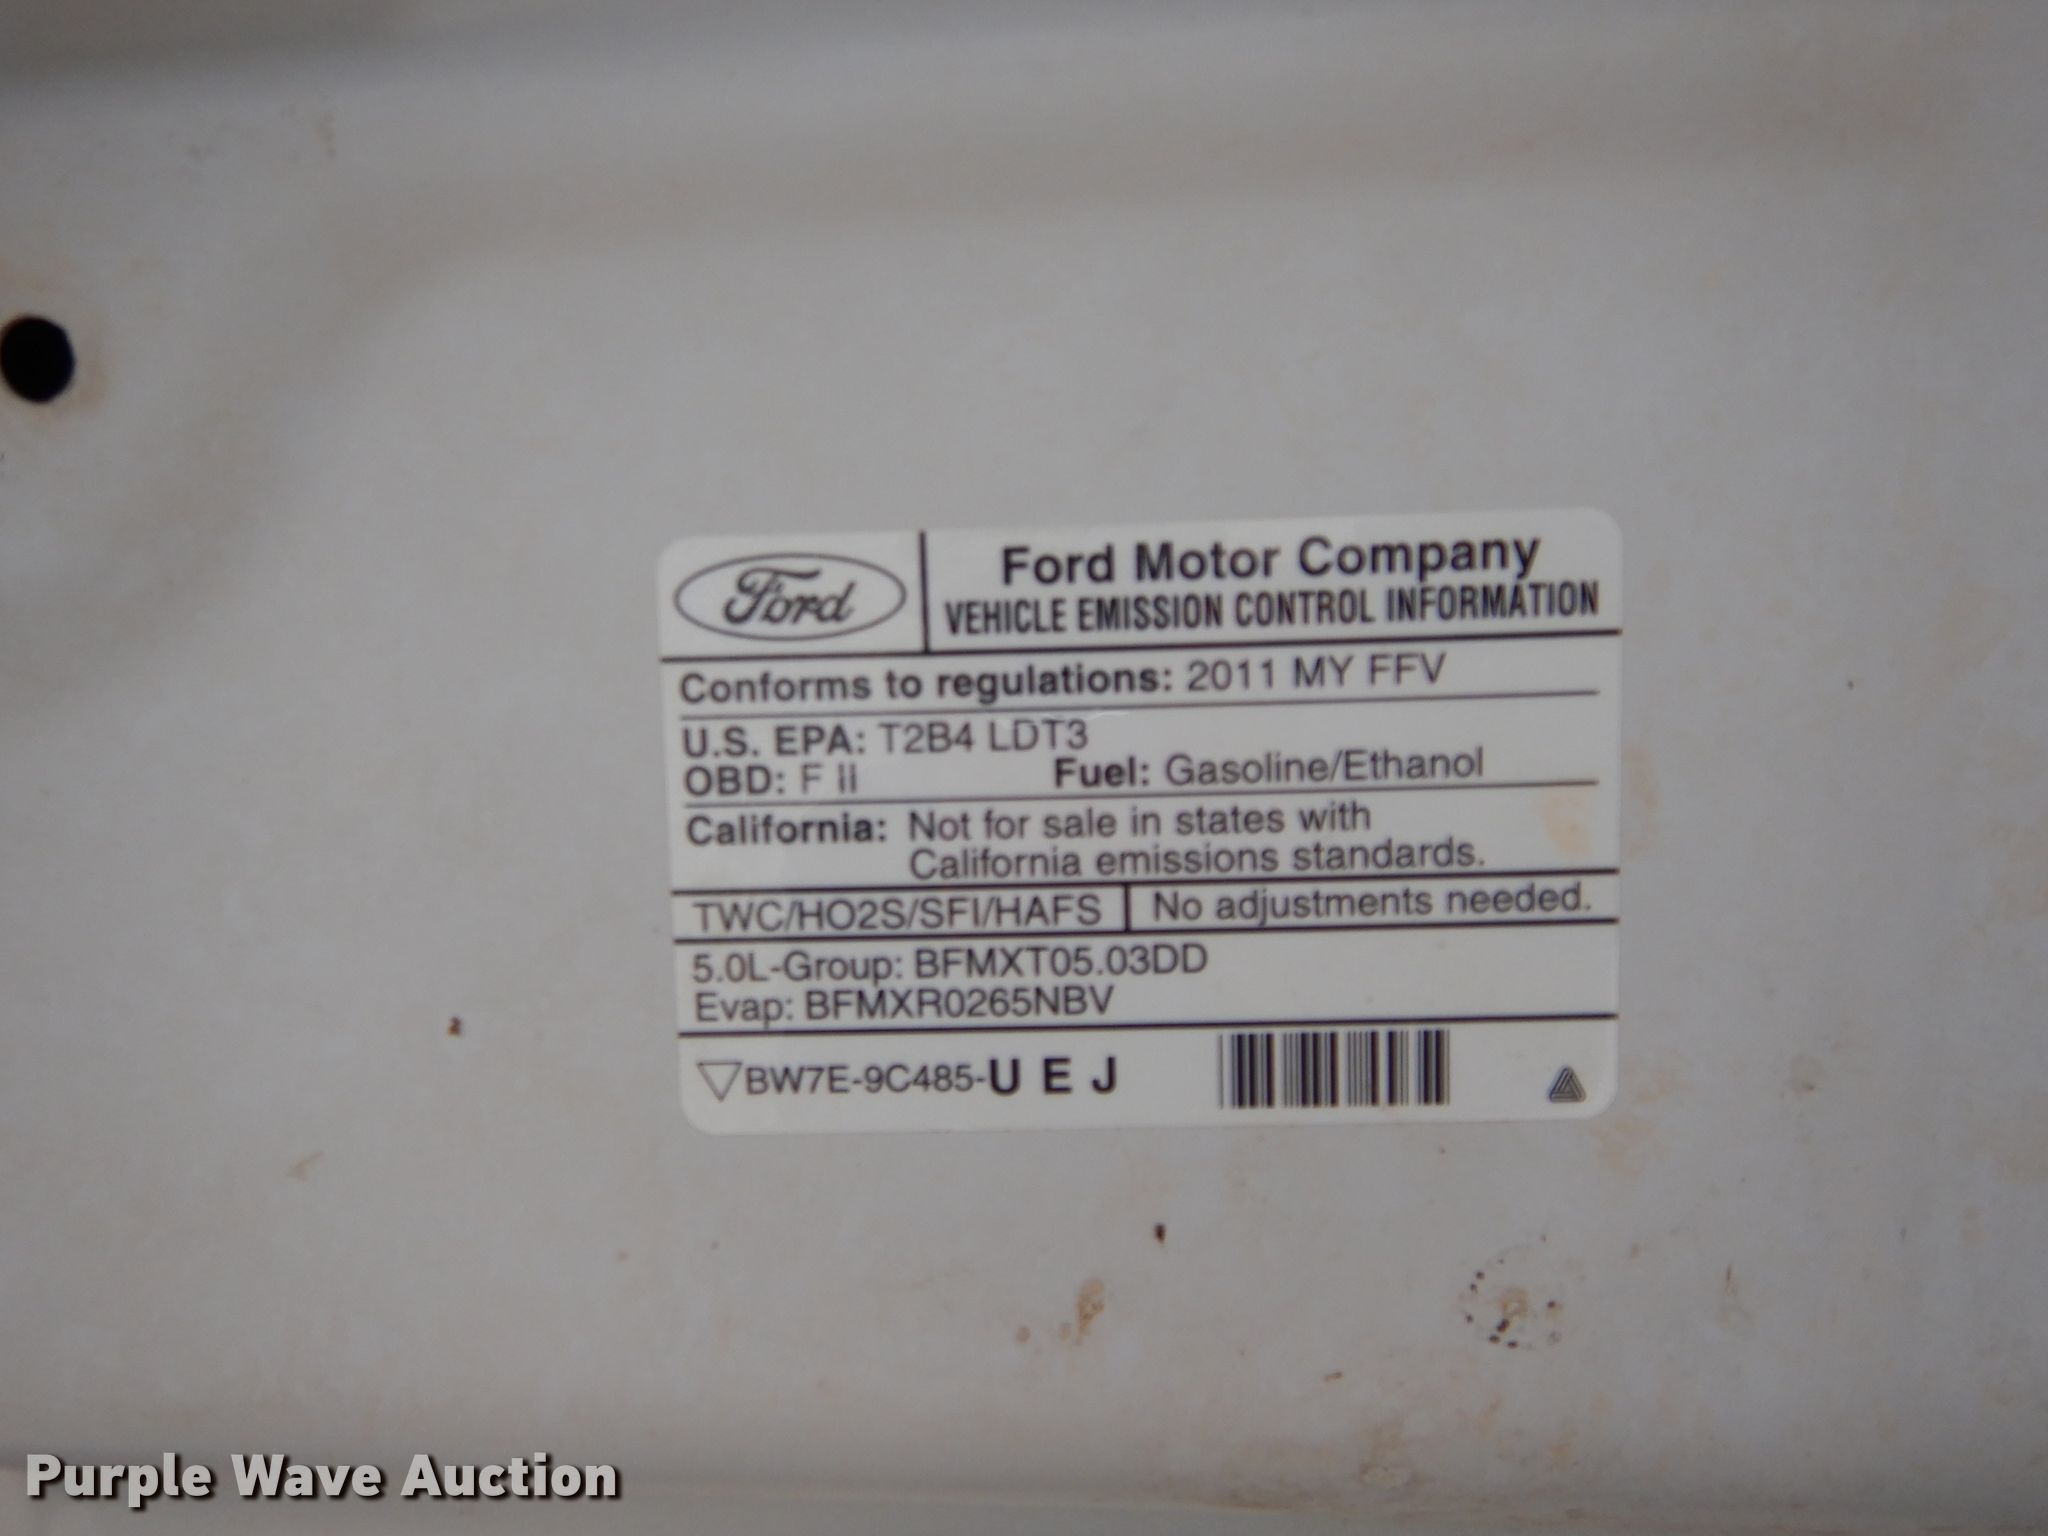 Ford
Ford Motor Company
VEHICLE EMISSION CONTROL INFORMATION
Conforms to regulations: 2011 MY FFV
U.S. EPA: T2B4 LDT3
OBD: F II Fuel: Gasoline/Ethanol
California: Not for sale in states with
California emissions standards.
TWC/HO2S/SFI/HAFS No adjustments needed.
5.0L-Group: BFMXT05.03DD
Evap: BFMXR0265NBV
BW7E-9C485-U E J
Purple Wave Auction